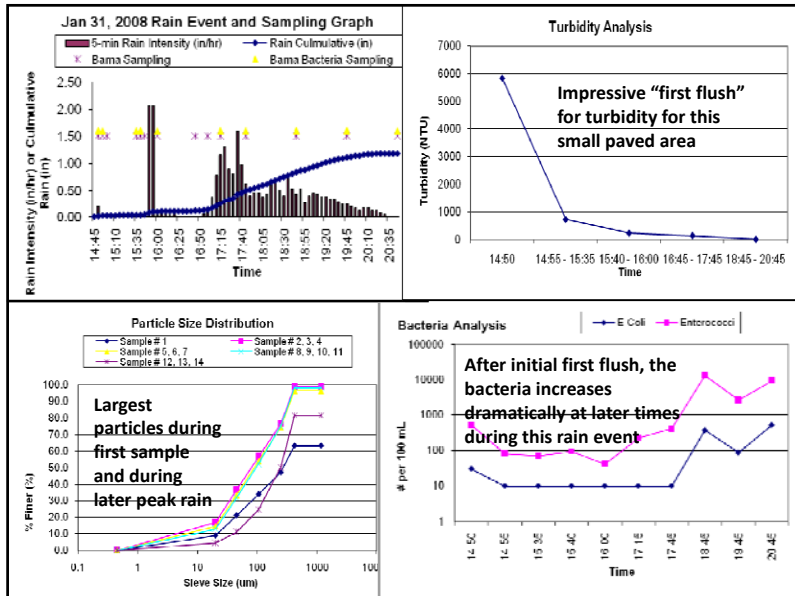 Jan 31, 2008 Rain Event and Sampling Graph
5-min Rain Intensity (in/hr)
Rain Culmulative (in)
Bama Sampling
Bama Bacteria Sampling
Rain Intensity (in/hr) or Culmulative
Rain (in)
2.50
2.00
1.50
1.00
0.50
0.00
14:45
15:10
15:35
16:00
16:25
16:50
17:15
17:40
18:05
18:30
18:55
19:20
19:45
20:10
20:35
Time
Turbidity Analysis
Turbidity (NTU)
7000
6000
5000
4000
3000
2000
1000
0
Impressive “first flush”
for turbidity for this
small paved area
14:50
14:55 - 15:35
15:40 - 16:00
16:45 - 17:45
18:45 - 20:45
Time
Particle Size Distribution
Sample # 1
Sample # 2, 3, 4
Sample # 5, 6, 7
Sample # 8, 9, 10, 11
Sample # 12, 13, 14
% Finer (%)
100.0
90.0
80.0
70.0
60.0
50.0
40.0
30.0
20.0
10.0
0.0
Largest
particles during
first sample
and during
later peak rain
0.1
1
10
100
1000
Sieve Size (um)
Bacteria Analysis
E Coli
Enterococci
# per 100 mL
100000
10000
1000
100
10
1
After initial first flush, the
bacteria increases
dramatically at later times
during this rain event
14:50
14:55
15:35
15:40
16:00
17:15
17:45
18:45
19:45
20:45
Time